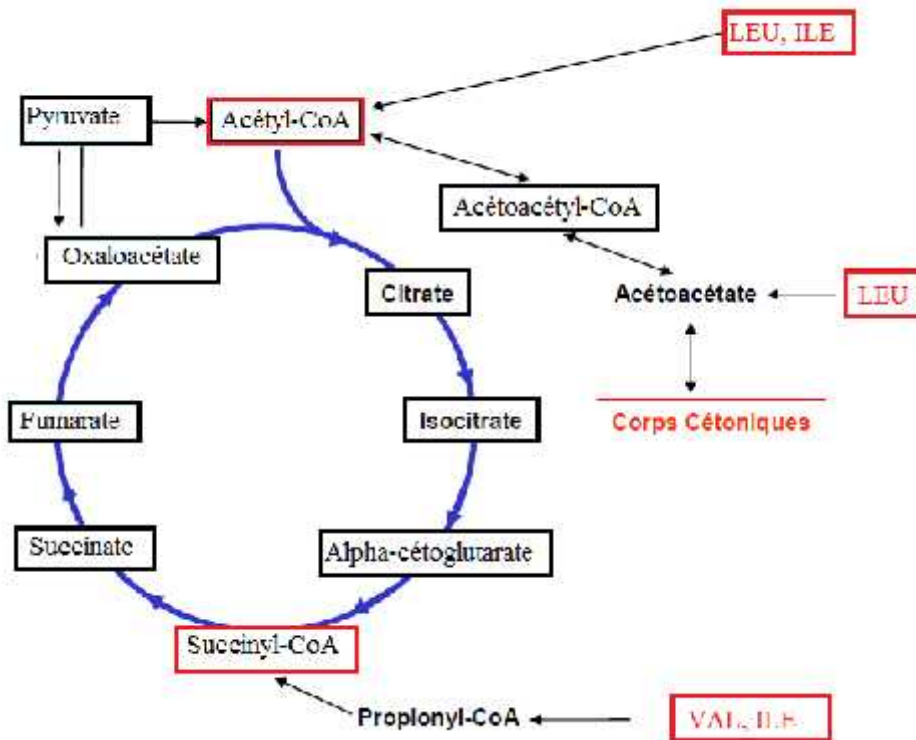 LEU, ILE
Pyruvate
Acétyl-CoA
Acétoacétyl-CoA
Oxaloacétate
Citrate
Acétoacétate
LEU
Fumarate
Isocitrate
Corps Cétoniques
Succinate
Alpha-cétoglutarate
Succinyl-CoA
Propionyl-CoA
VAL, ILE